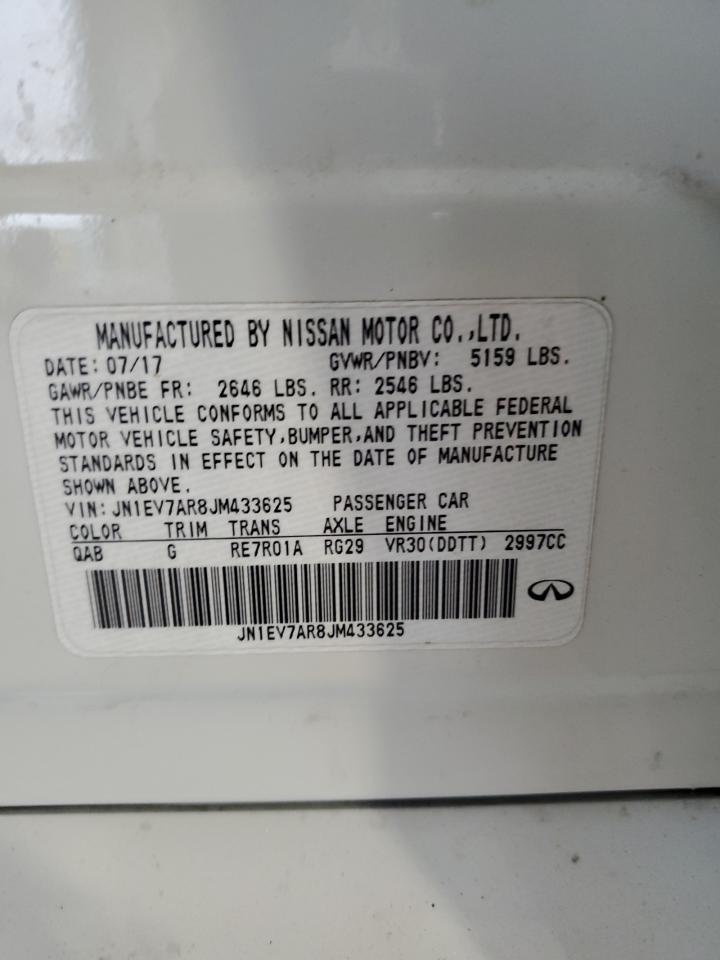 MANUFACTURED BY NISSAN MOTOR CO.,LTD.
DATE: 07/17 GVWR/PNBV: 5159 LBS.
GAWR/PNBE FR: 2646 LBS. RR: 2546 LBS.
THIS VEHICLE CONFORMS TO ALL APPLICABLE FEDERAL
MOTOR VEHICLE SAFETY,BUMPER,AND THEFT PREVENTION
STANDARDS IN EFFECT ON THE DATE OF MANUFACTURE
SHOWN ABOVE.
VIN: JN1EV7AR8JM433625 PASSENGER CAR
COLOR TRIM TRANS AXLE ENGINE
QAB G RE7R01A RG29 VR30(DDTT) 2997CC
JN1EV7AR8JM433625